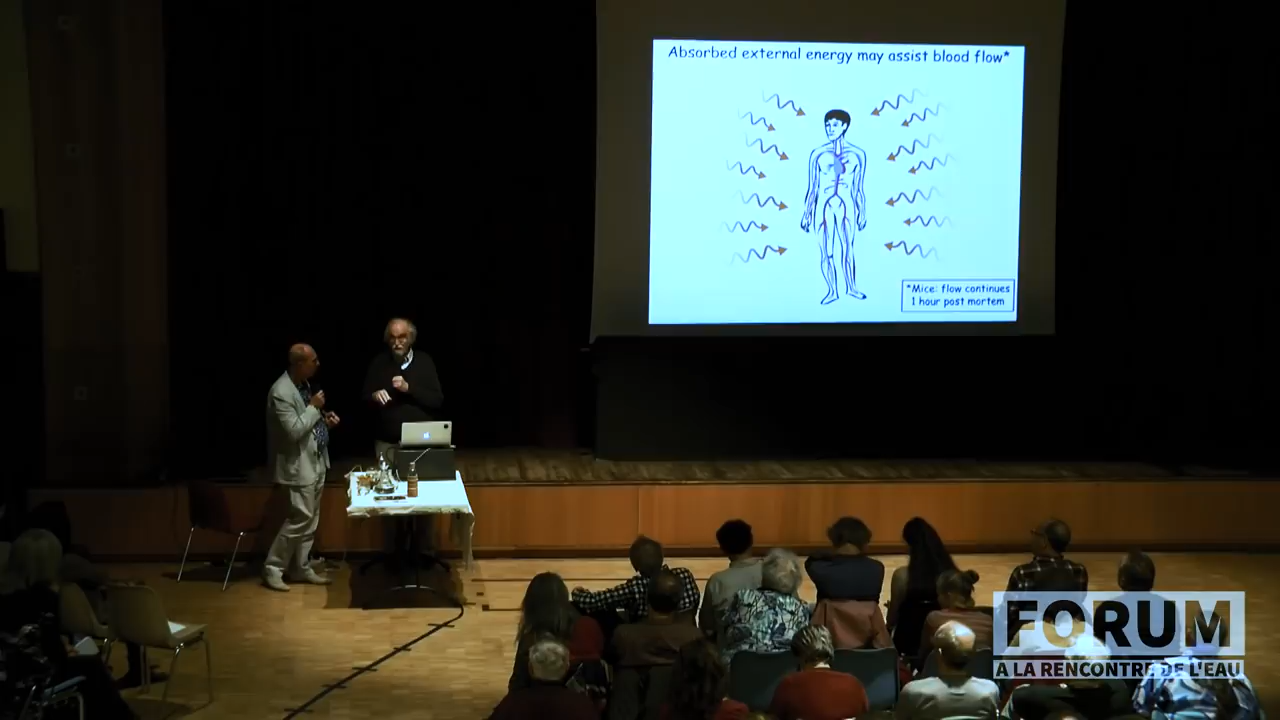 Absorbed external energy may assist blood flow*
*Mice: flow continues
1 hour post mortem
FORUM
A LA RENCONTRE DE L'EAU